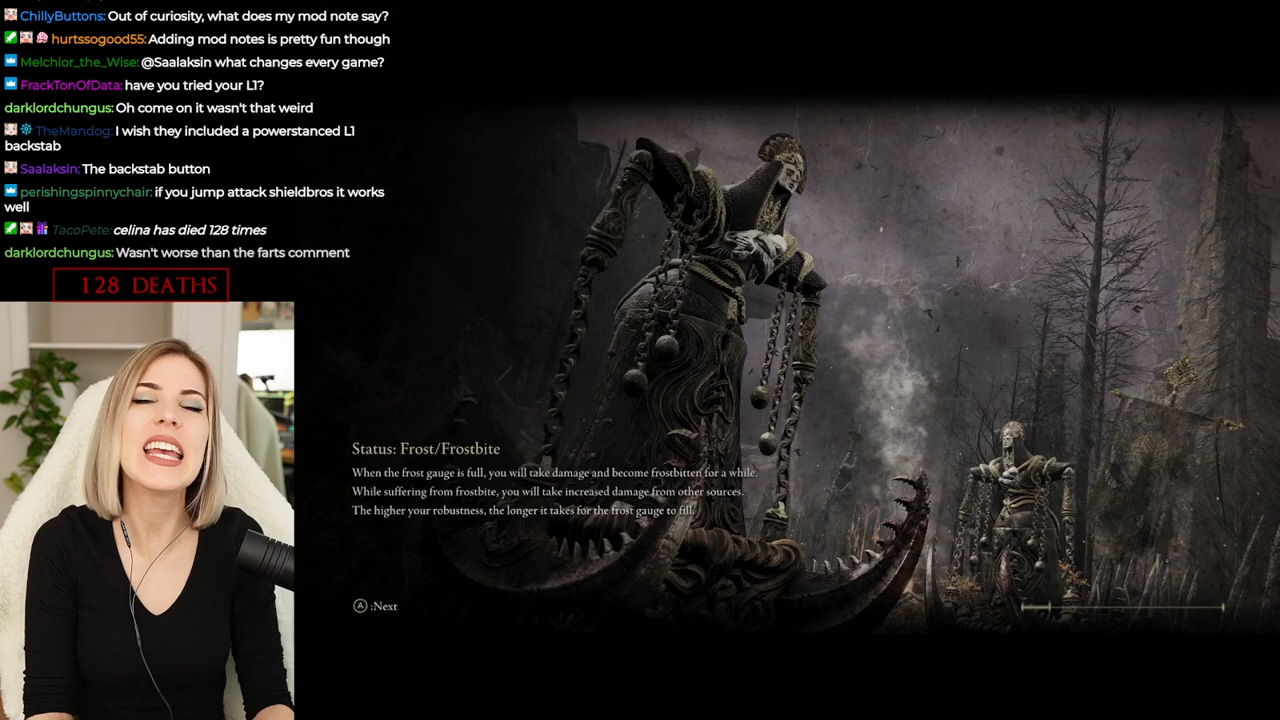 ChillyButtons: Out of curiosity, what does my mod note say?
hurtssogood55: Adding mod notes is pretty fun though
Melchior_the_Wise: @Saalaksin what changes every game?
FrackTonOfData: have you tried your L1?
darklordchungus: Oh come on it wasn't that weird
TheMandog: I wish they included a powerstanced L1
backstab
Saalaksin: The backstab button
perishingspinnychair: if you jump attack shieldbros it works
well
TacoPete: celina has died 128 times
darklordchungus: Wasn't worse than the farts comment
128 DEATHS
Status: Frost/Frostbite
When the frost gauge is full, you will take damage and become frostbitten for a while.
While suffering from frostbite, you will take increased damage from other sources.
The higher your robustness, the longer it takes for the frost gauge to fill.
A :Next